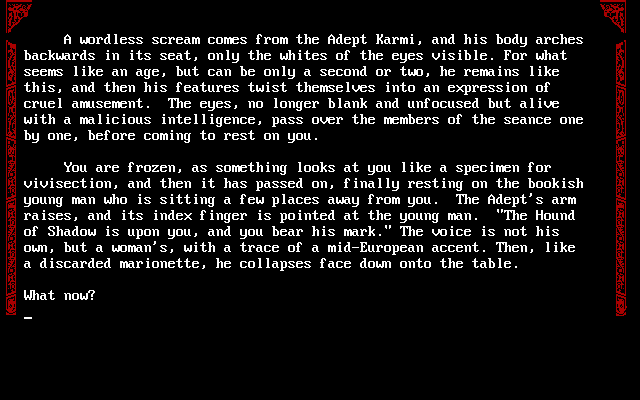 A wordless scream comes from the Adept Karmi, and his body arches
backwards in its seat, only the whites of the eyes visible. For what
seems like an age, but can be only a second or two, he remains like
this, and then his features twist themselves into an expression of
cruel amusement.  The eyes, no longer blank and unfocused but alive
with a malicious intelligence, pass over the members of the seance one
by one, before coming to rest on you.
You are frozen, as something looks at you like a specimen for
vivisection, and then it has passed on, finally resting on the bookish
young man who is sitting a few places away from you.  The Adept's arm
raises, and its index finger is pointed at the young man.  "The Hound
of Shadow is upon you, and you bear his mark." The voice is not his
own, but a woman's, with a trace of a mid-European accent. Then, like
a discarded marionette, he collapses face down onto the table.
What now?